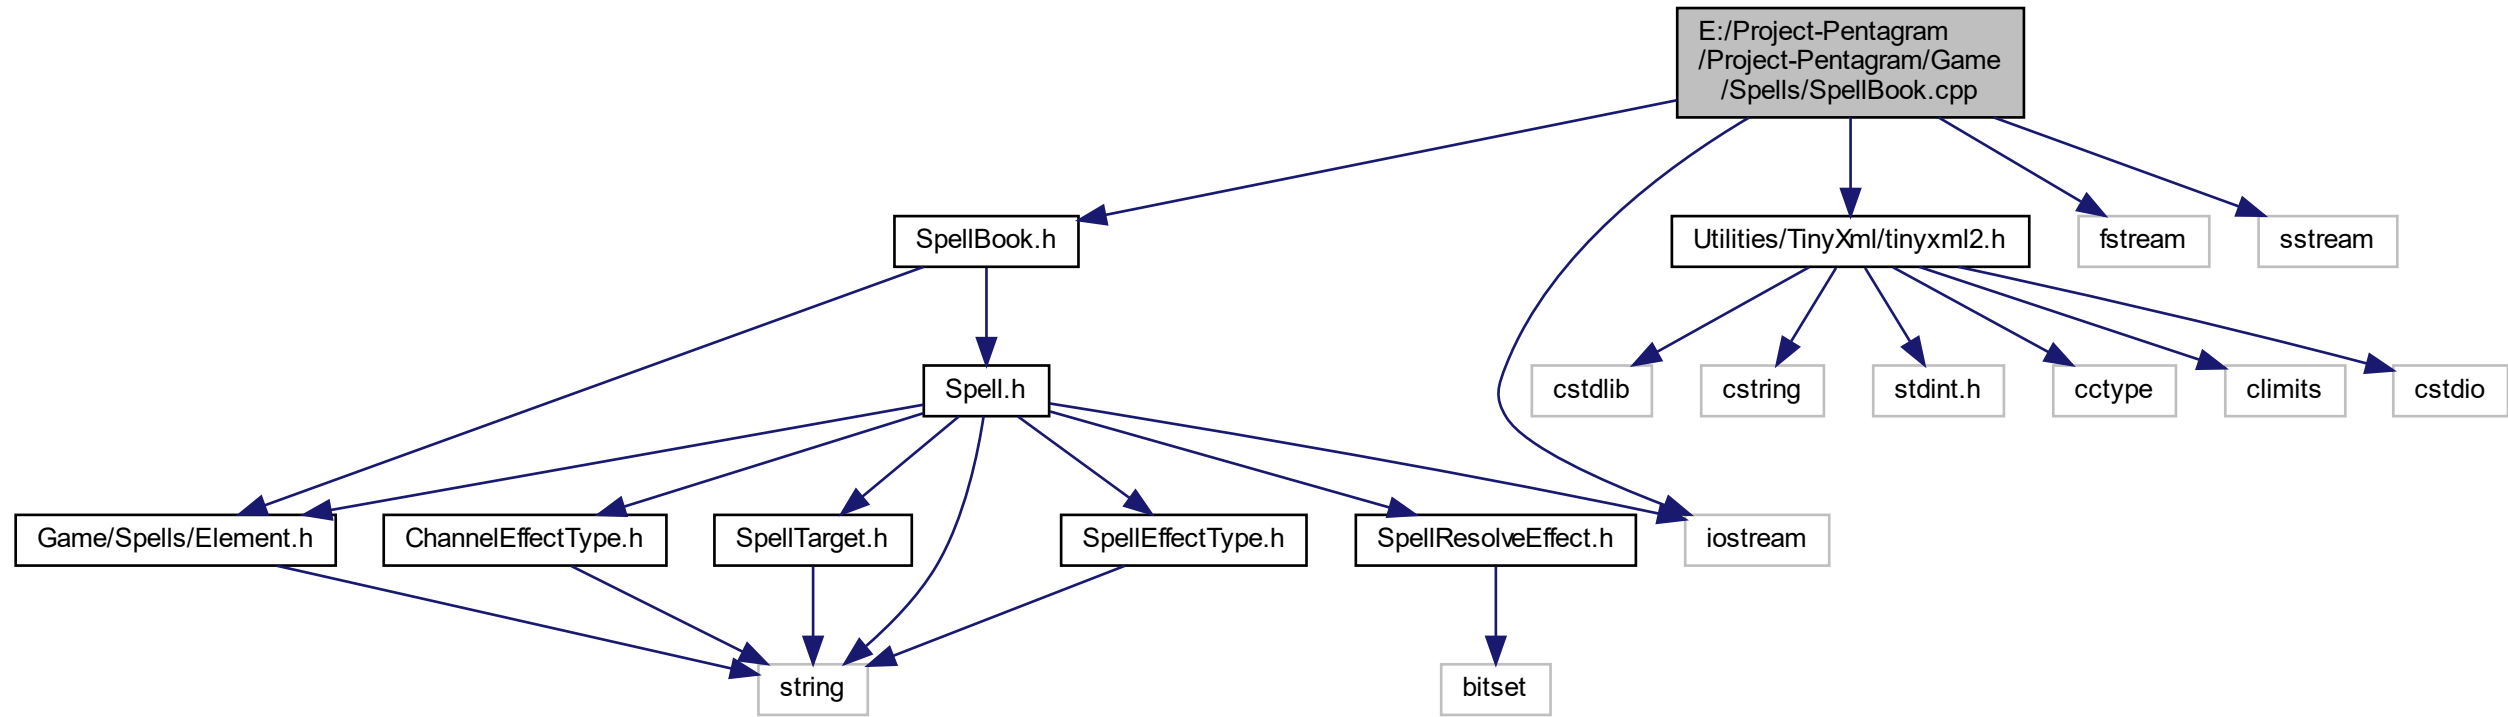 E:/Project-Pentagram
/Project-Pentagram/Game
/Spells/SpellBook.cpp
SpellBook.h
Utilities/TinyXml/tinyxml2.h
fstream
sstream
Spell.h
cstdlib
cstring
stdint.h
cctype
climits
cstdio
Game/Spells/Element.h
ChannelEffectType.h
SpellTarget.h
SpellEffectType.h
SpellResolveEffect.h
iostream
string
bitset